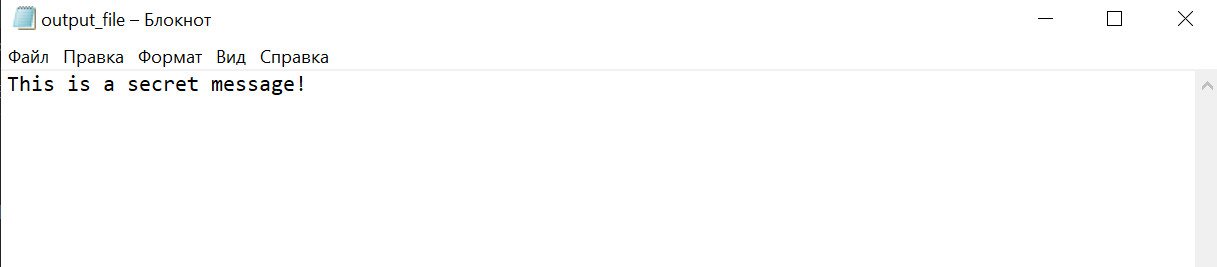 output_file – Блокнот
Файл Правка Формат Вид Справка
This is a secret message!